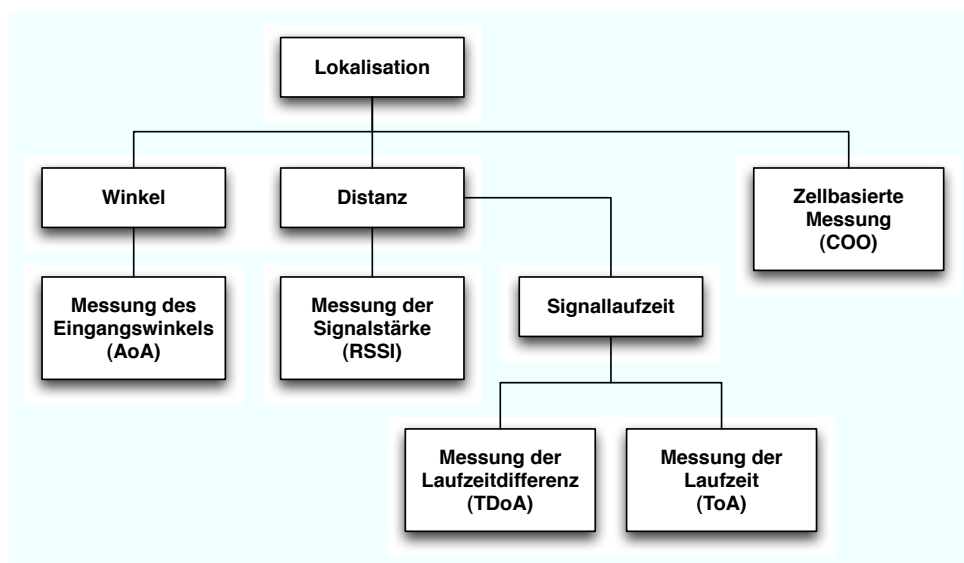 Lokalisation
Winkel
Distanz
Zellbasierte
Messung
(COO)
Messung des
Eingangswinkels
(AoA)
Messung der
Signalstärke
(RSSI)
Signallaufzeit
Messung der
Laufzeitdifferenz
(TDoA)
Messung der
Laufzeit
(ToA)